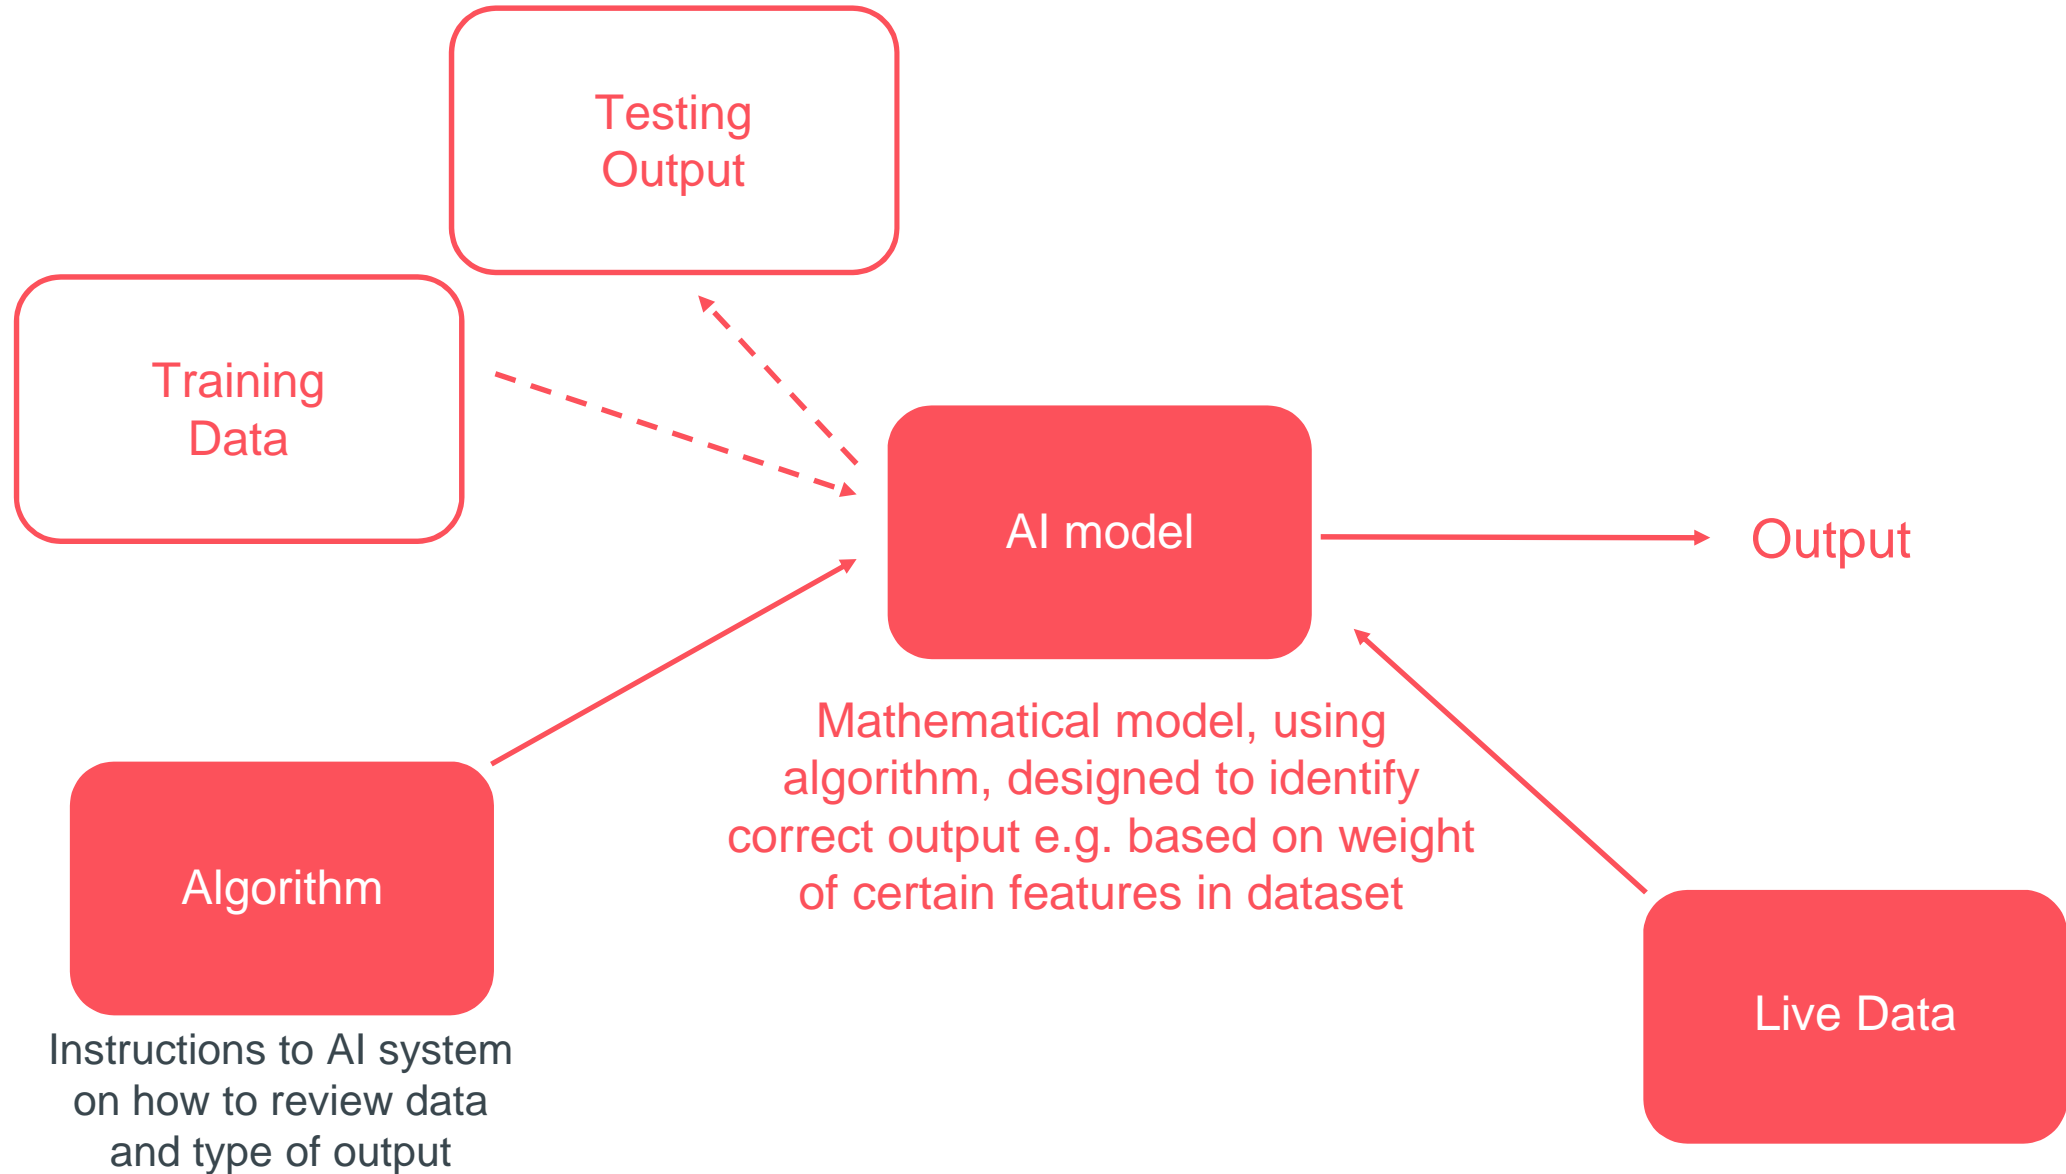 Testing
Output
Training
Data
AI model
Output
Mathematical model, using
algorithm, designed to identify
correct output e.g. based on weight
of certain features in dataset
Algorithm
Instructions to AI system
on how to review data
and type of output
Live Data